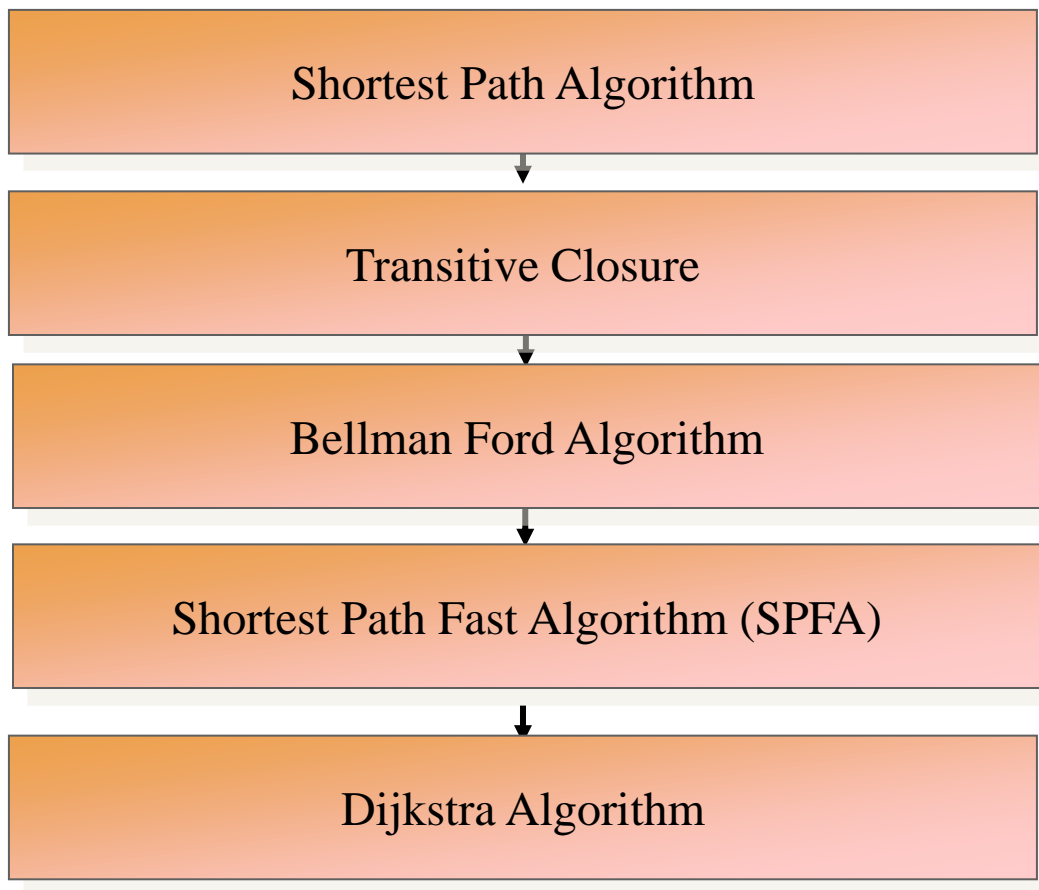 Shortest Path Algorithm
Transitive Closure
Bellman Ford Algorithm
Shortest Path Fast Algorithm (SPFA)
Dijkstra Algorithm